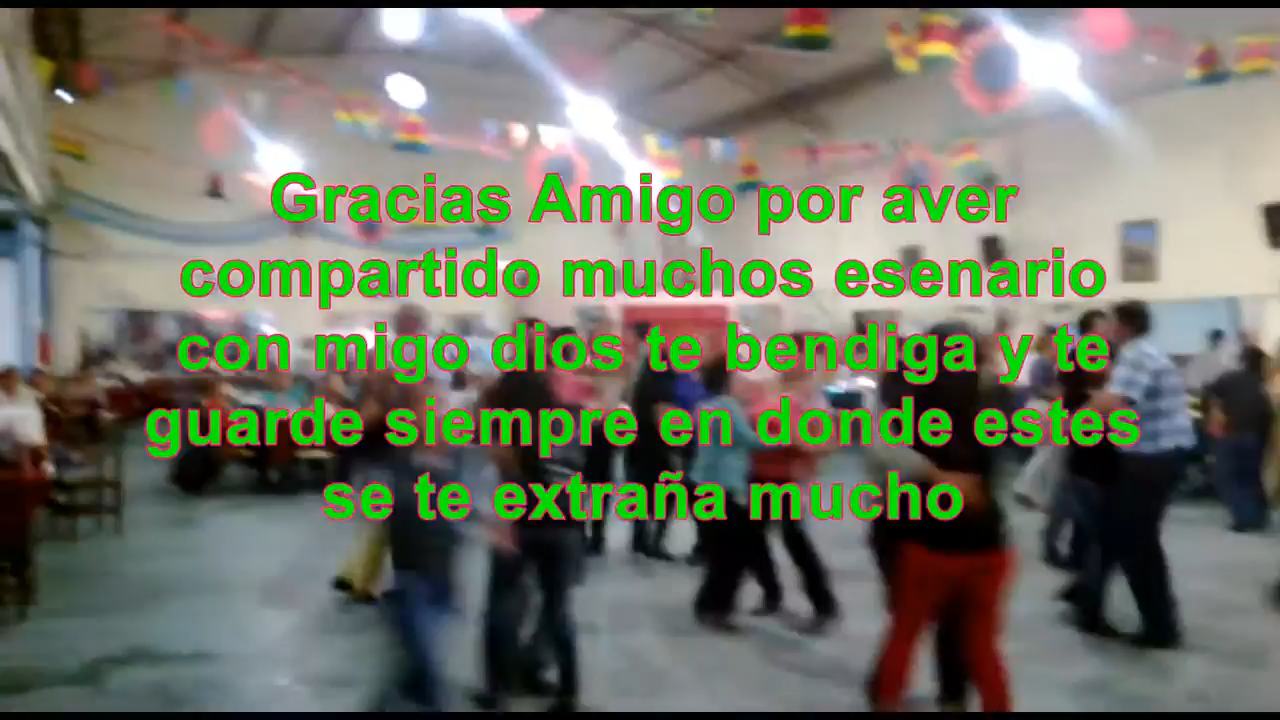 Gracias Amigo por aver
compartido muchos esenario
con migo dios te bendiga y te
guarde siempre en donde estes
se te extraña mucho